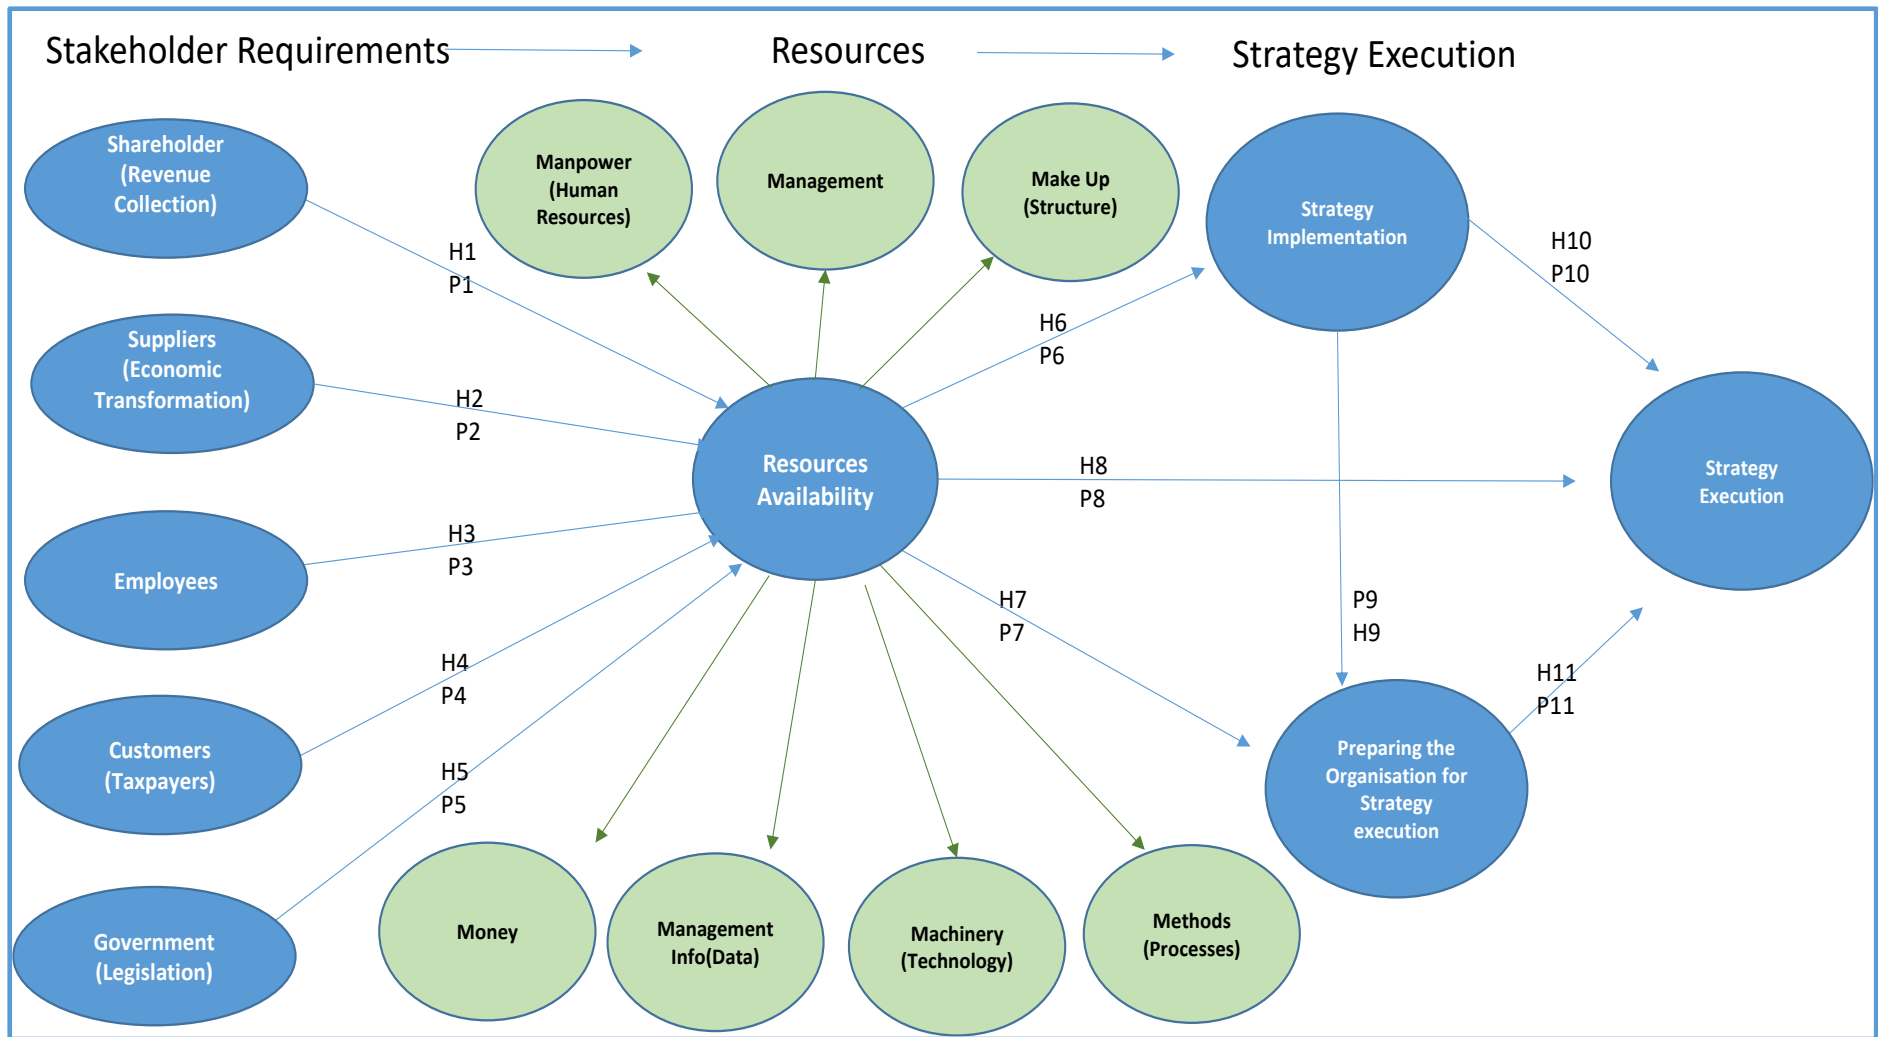 Stakeholder Requirements
Resources
Strategy Execution
Shareholder
(Revenue
Collection)
Suppliers
(Economic
Transformation)
Employees
Customers
(Taxpayers)
Government
(Legislation)
H1
P1
H2
P2
H3
P3
H4
P4
H5
P5
Manpower
(Human
Resources)
Management
Make Up
(Structure)
Resources
Availability
Money
Management
Info(Data)
Machinery
(Technology)
Methods
(Processes)
H6
P6
H8
P8
H7
P7
Strategy
Implementation
P9
H9
Preparing the
Organisation for
Strategy
execution
H10
P10
H11
P11
Strategy
Execution